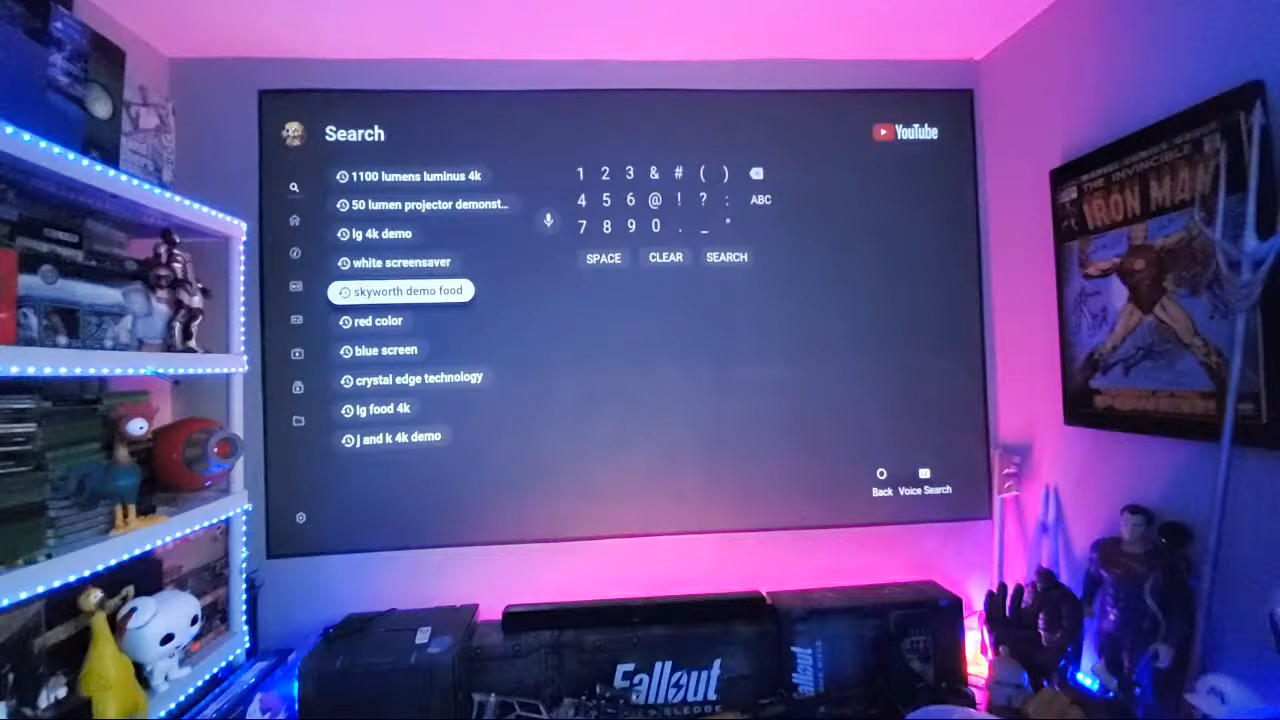 Search
YouTube
1100 lumens luminus 4k
50 lumen projector demonst...
lg 4k demo
white screensaver
skyworth demo food
red color
blue screen
crystal edge technology
lg food 4k
j and k 4k demo
1 2 3 & # ( )
4 5 6 @ ! ? : ABC
7 8 9 0 . _ "
SPACE CLEAR SEARCH
Back Voice Search
THE INVINCIBLE
IRON MAN
Fallout